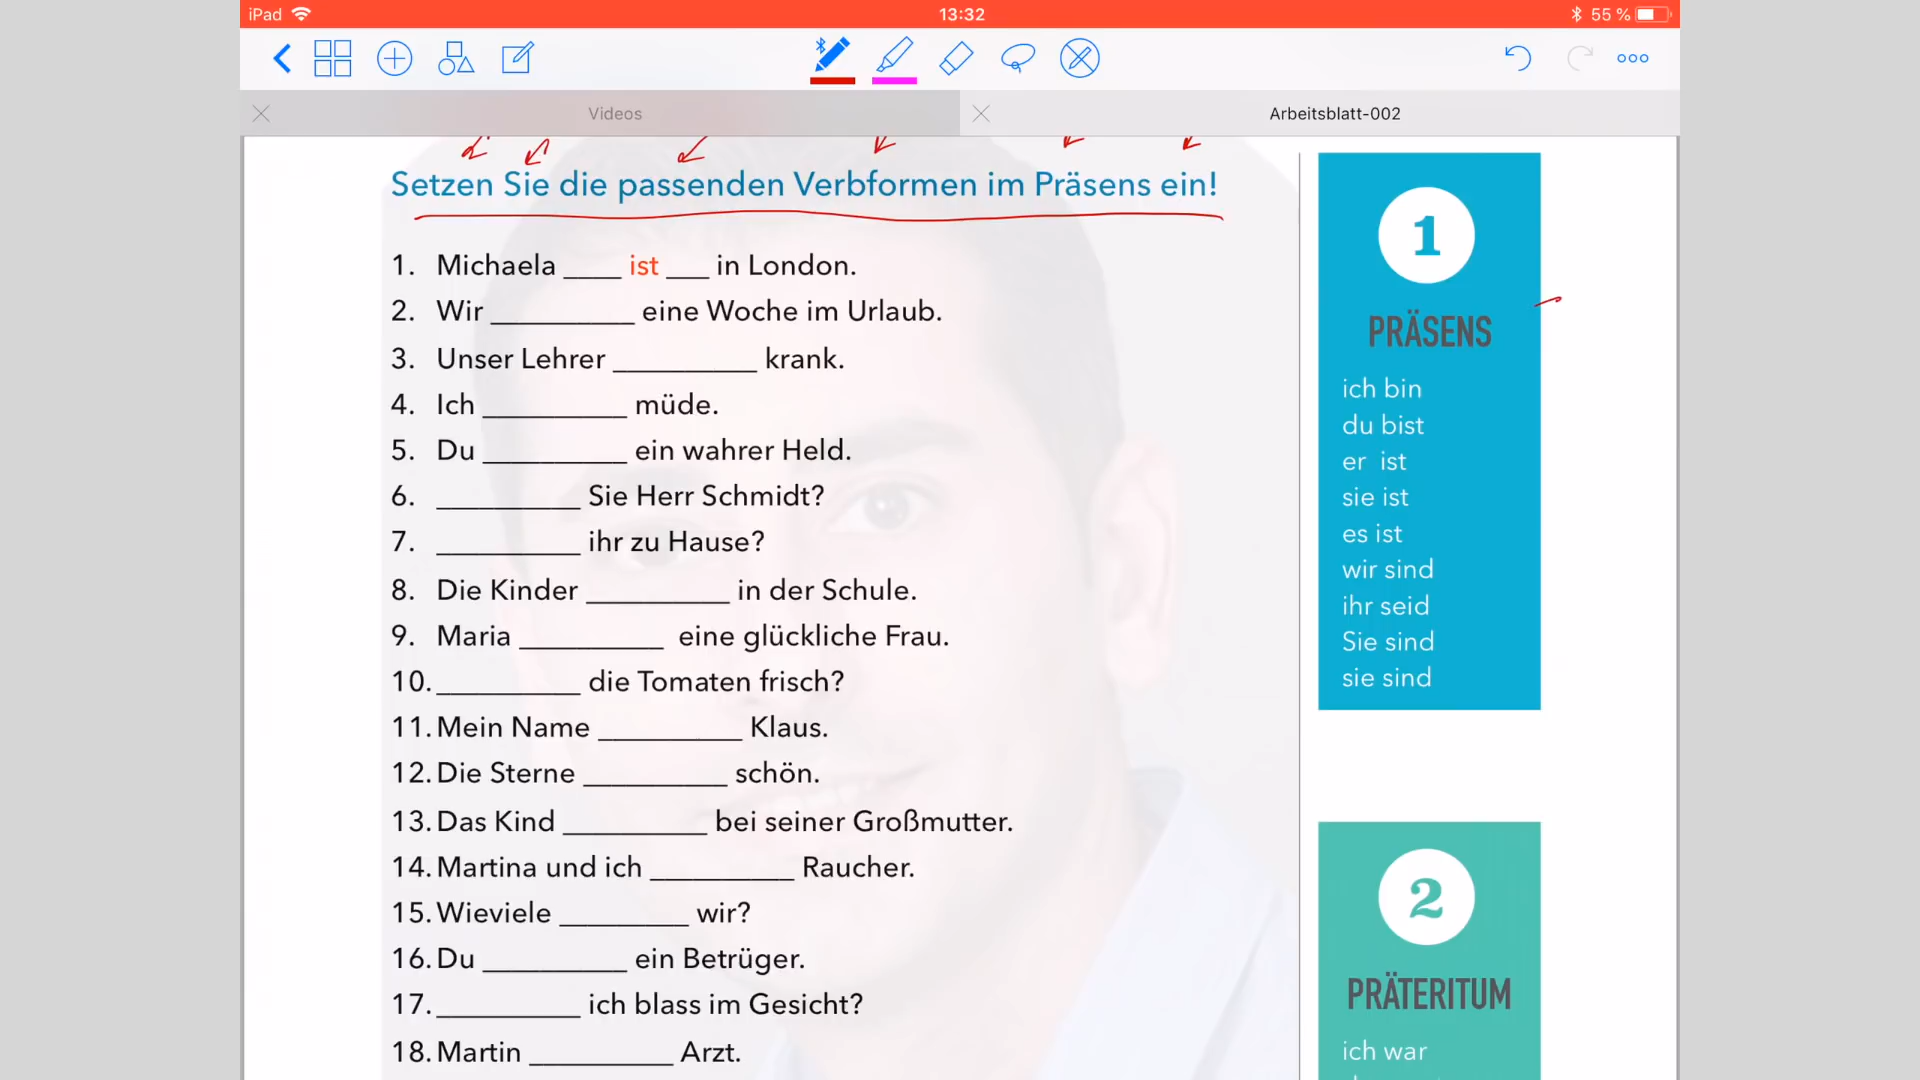 iPad 13:32 55 %
Videos Arbeitsblatt-002
Setzen Sie die passenden Verbformen im Präsens ein!
1. Michaela ____ ist ___ in London.
2. Wir __________ eine Woche im Urlaub.
3. Unser Lehrer __________ krank.
4. Ich __________ müde.
5. Du __________ ein wahrer Held.
6. __________ Sie Herr Schmidt?
7. __________ ihr zu Hause?
8. Die Kinder __________ in der Schule.
9. Maria __________ eine glückliche Frau.
10. __________ die Tomaten frisch?
11. Mein Name __________ Klaus.
12. Die Sterne __________ schön.
13. Das Kind __________ bei seiner Großmutter.
14. Martina und ich __________ Raucher.
15. Wieviele _________ wir?
16. Du __________ ein Betrüger.
17. __________ ich blass im Gesicht?
18. Martin __________ Arzt.
1
PRÄSENS
ich bin
du bist
er ist
sie ist
es ist
wir sind
ihr seid
Sie sind
sie sind
2
PRÄTERITUM
ich war